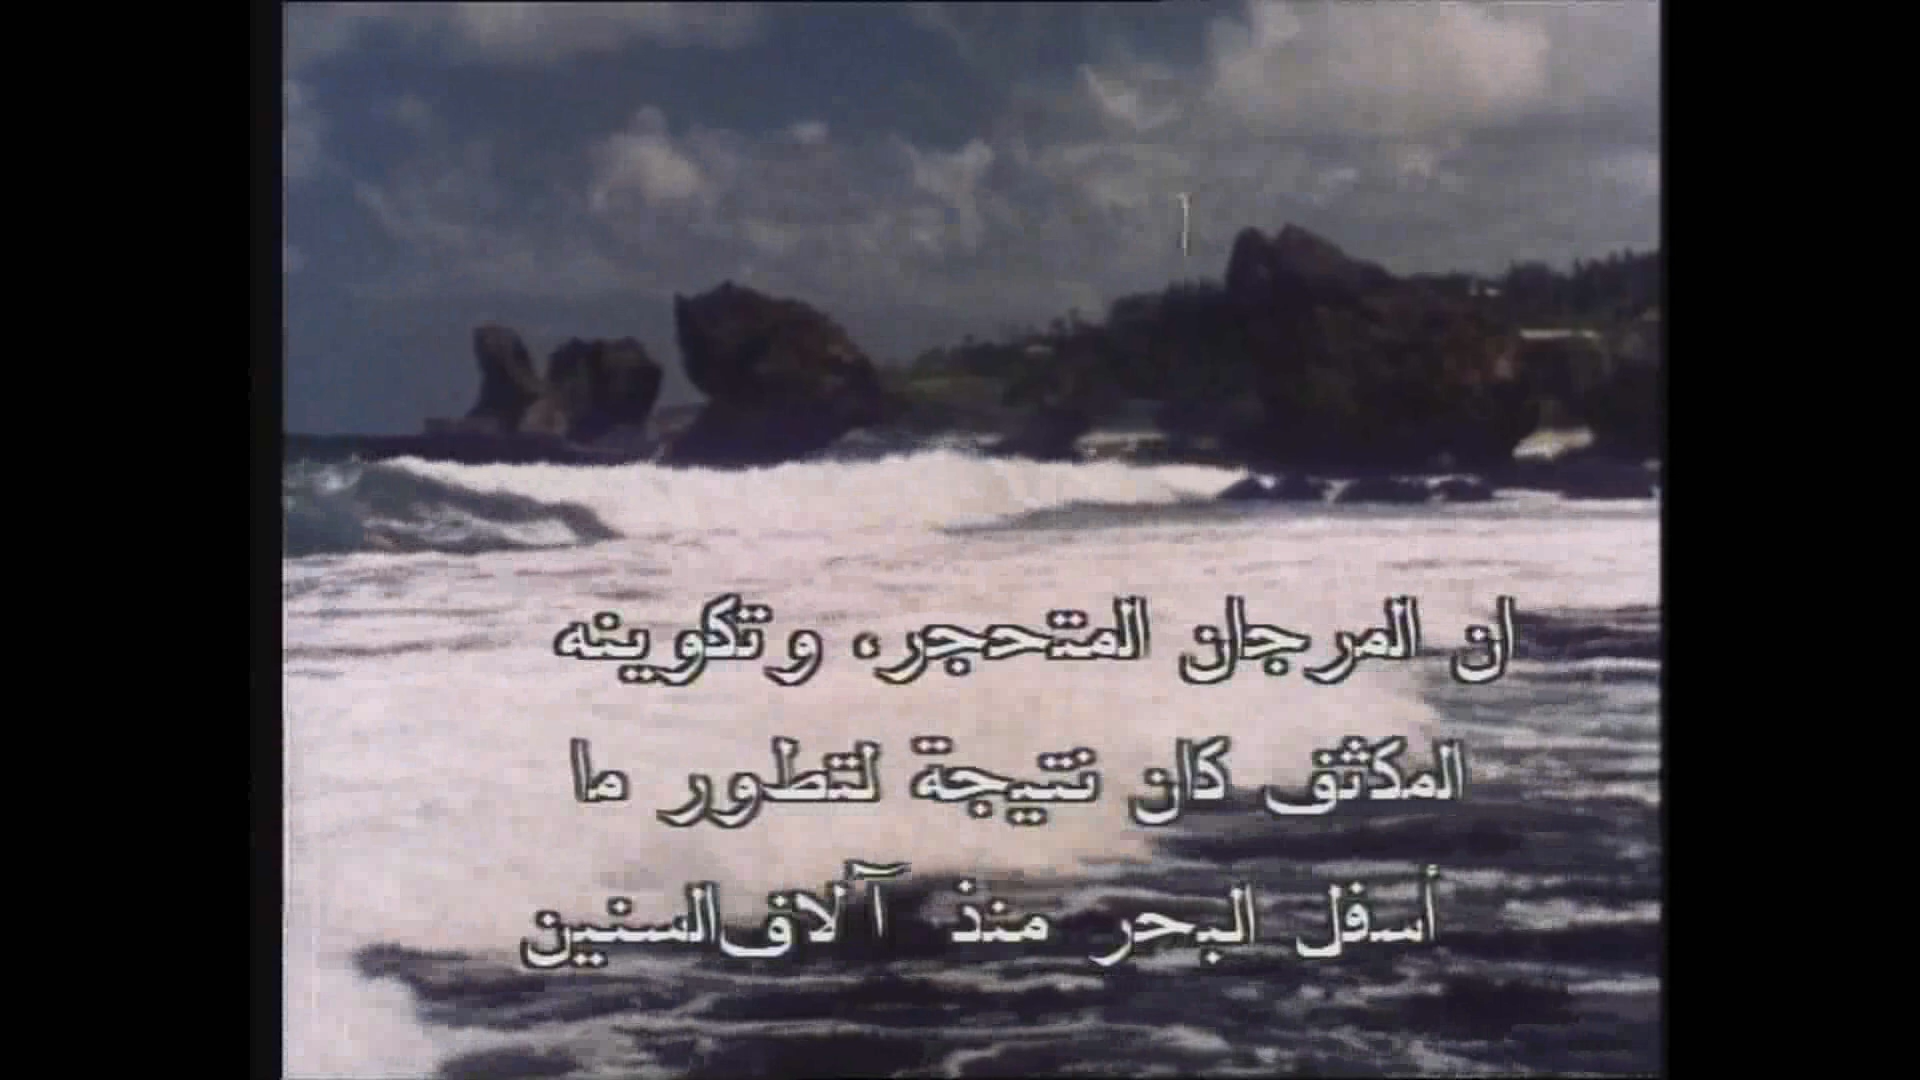 ان المرجان المتحجر، وتكوينه
المكثف كان نتيجة لتطور ما
أسفل البحر منذ آلاف السنين